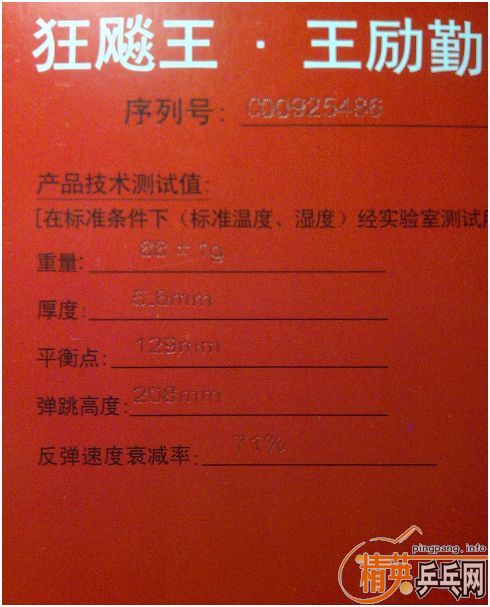 狂飚王·王励勤
序列号: C00925486
产品技术测试值:
[在标准条件下（标准温度、湿度）经实验室测试
重量: ± 1g
厚度: 5.6mm
平衡点: 129mm
弹跳高度: 268mm
反弹速度衰减率: 71%
pingpang.info
精英乒乓网